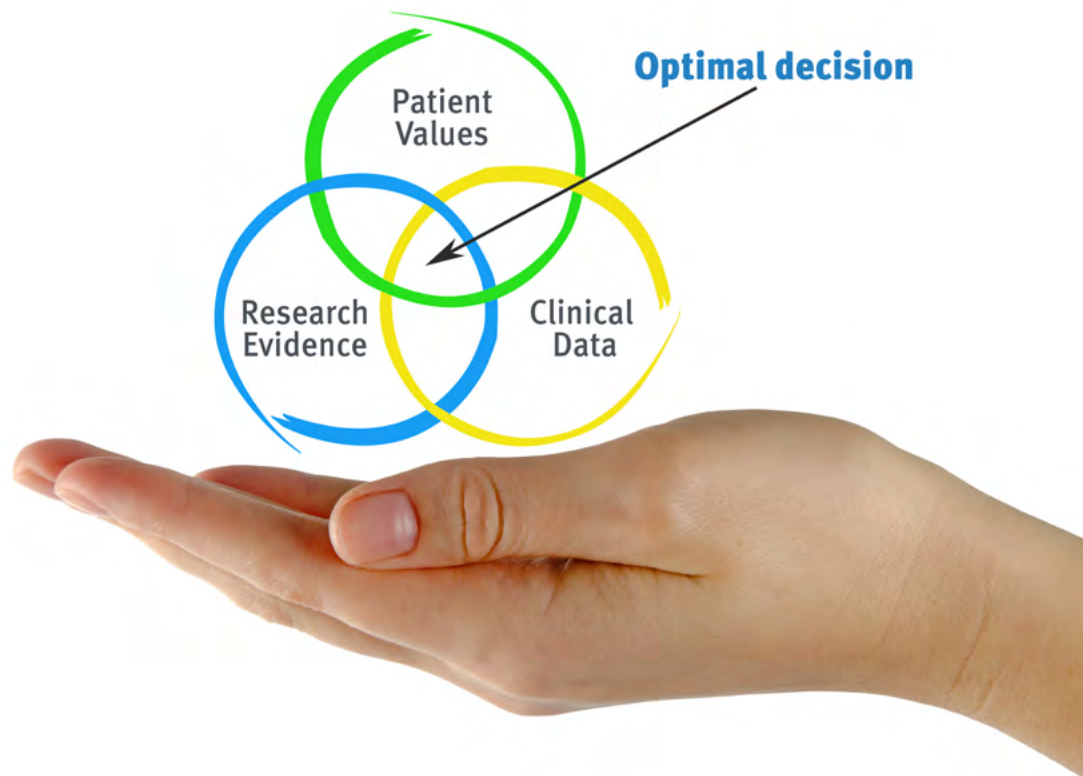 Optimal decision
Patient
Values
Research
Evidence
Clinical
Data